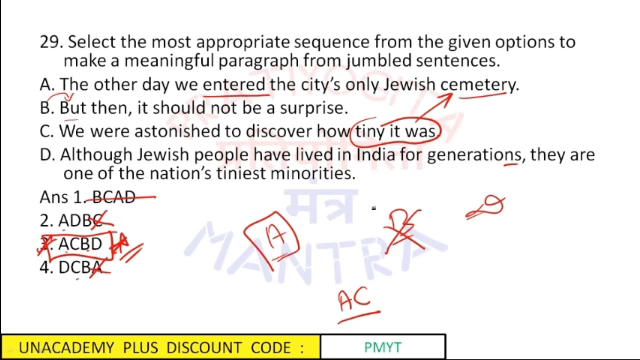 29. Select the most appropriate sequence from the given options to
make a meaningful paragraph from jumbled sentences.
A. The other day we entered the city's only Jewish cemetery.
B. But then, it should not be a surprise.
C. We were astonished to discover how tiny it was
D. Although Jewish people have lived in India for generations, they are
one of the nation's tiniest minorities.
Ans 1. BCAD
2. ADBC
3. ACBD
4. DCBA
A
B
AC
प्रतियोगिता
मंत्र
MANTRA
UNACADEMY PLUS DISCOUNT CODE : PMYT